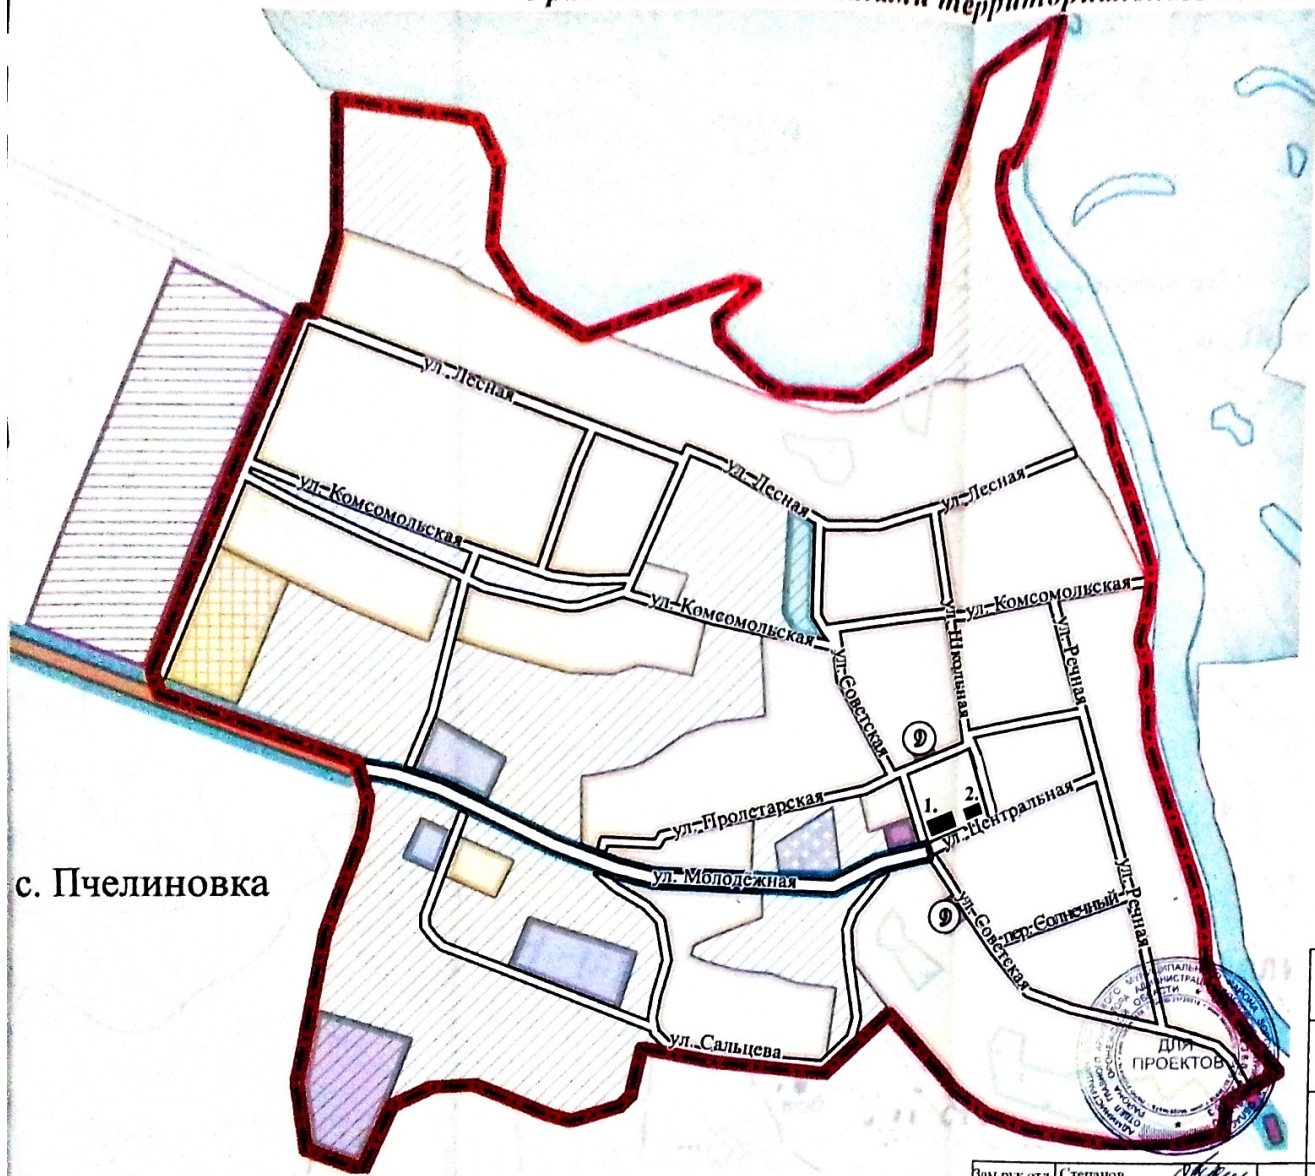 ул. Лесная
ул. Лесная
ул. Лесная
ул. Комсомольская
ул. Комсомольская
ул. Комсомольская
ул. Школьная
ул. Речная
ул. Советская
9
1.
2.
ул. Пролетарская
ул. Центральная
ул. Молодёжная
с. Пчелиновка
ул. Речная
9
ул. Советская
пер. Солнечный
ул. Сальцева
ДЛЯ
ПРОЕКТОВ
Зам.рук.отд. Степанов